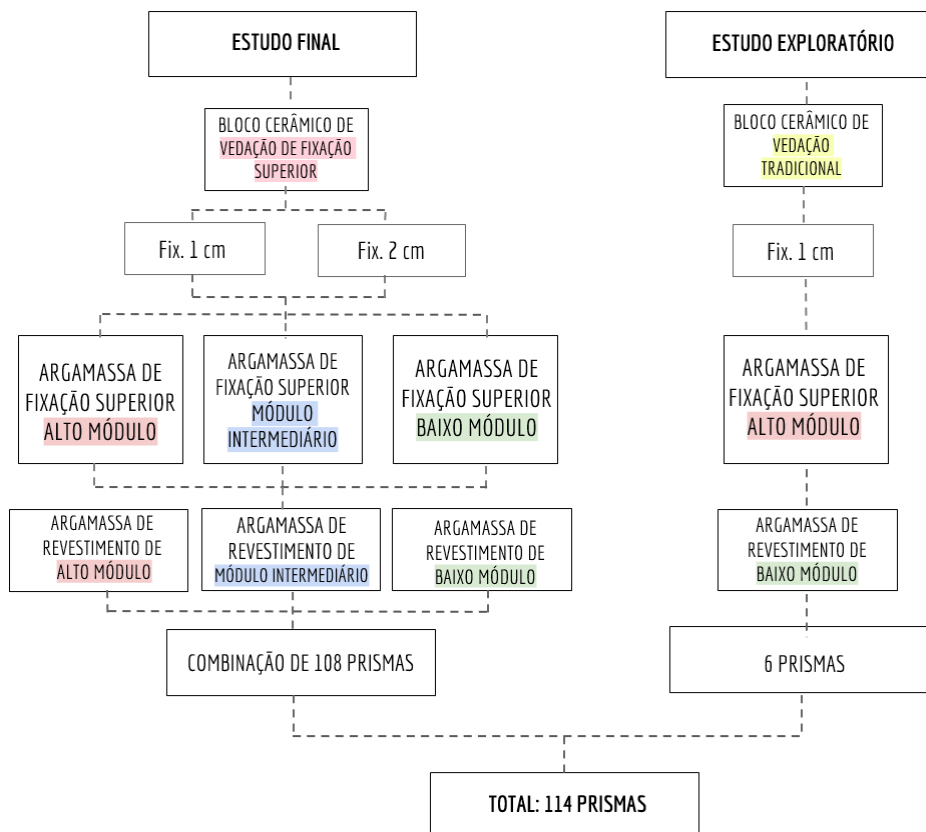 ESTUDO FINAL
BLOCO CERÂMICO DE
VEDAÇÃO DE FIXAÇÃO
SUPERIOR
Fix. 1 cm
Fix. 2 cm
ARGAMASSA DE
FIXAÇÃO SUPERIOR
ALTO MÓDULO
ARGAMASSA DE
FIXAÇÃO SUPERIOR
MÓDULO
INTERMEDIÁRIO
ARGAMASSA DE
FIXAÇÃO SUPERIOR
BAIXO MÓDULO
ARGAMASSA DE
REVESTIMENTO DE
ALTO MÓDULO
ARGAMASSA DE
REVESTIMENTO DE
MÓDULO INTERMEDIÁRIO
ARGAMASSA DE
REVESTIMENTO DE
BAIXO MÓDULO
COMBINAÇÃO DE 108 PRISMAS
ESTUDO EXPLORATÓRIO
BLOCO CERÂMICO DE
VEDAÇÃO
TRADICIONAL
Fix. 1 cm
ARGAMASSA DE
FIXAÇÃO SUPERIOR
ALTO MÓDULO
ARGAMASSA DE
REVESTIMENTO DE
BAIXO MÓDULO
6 PRISMAS
TOTAL: 114 PRISMAS